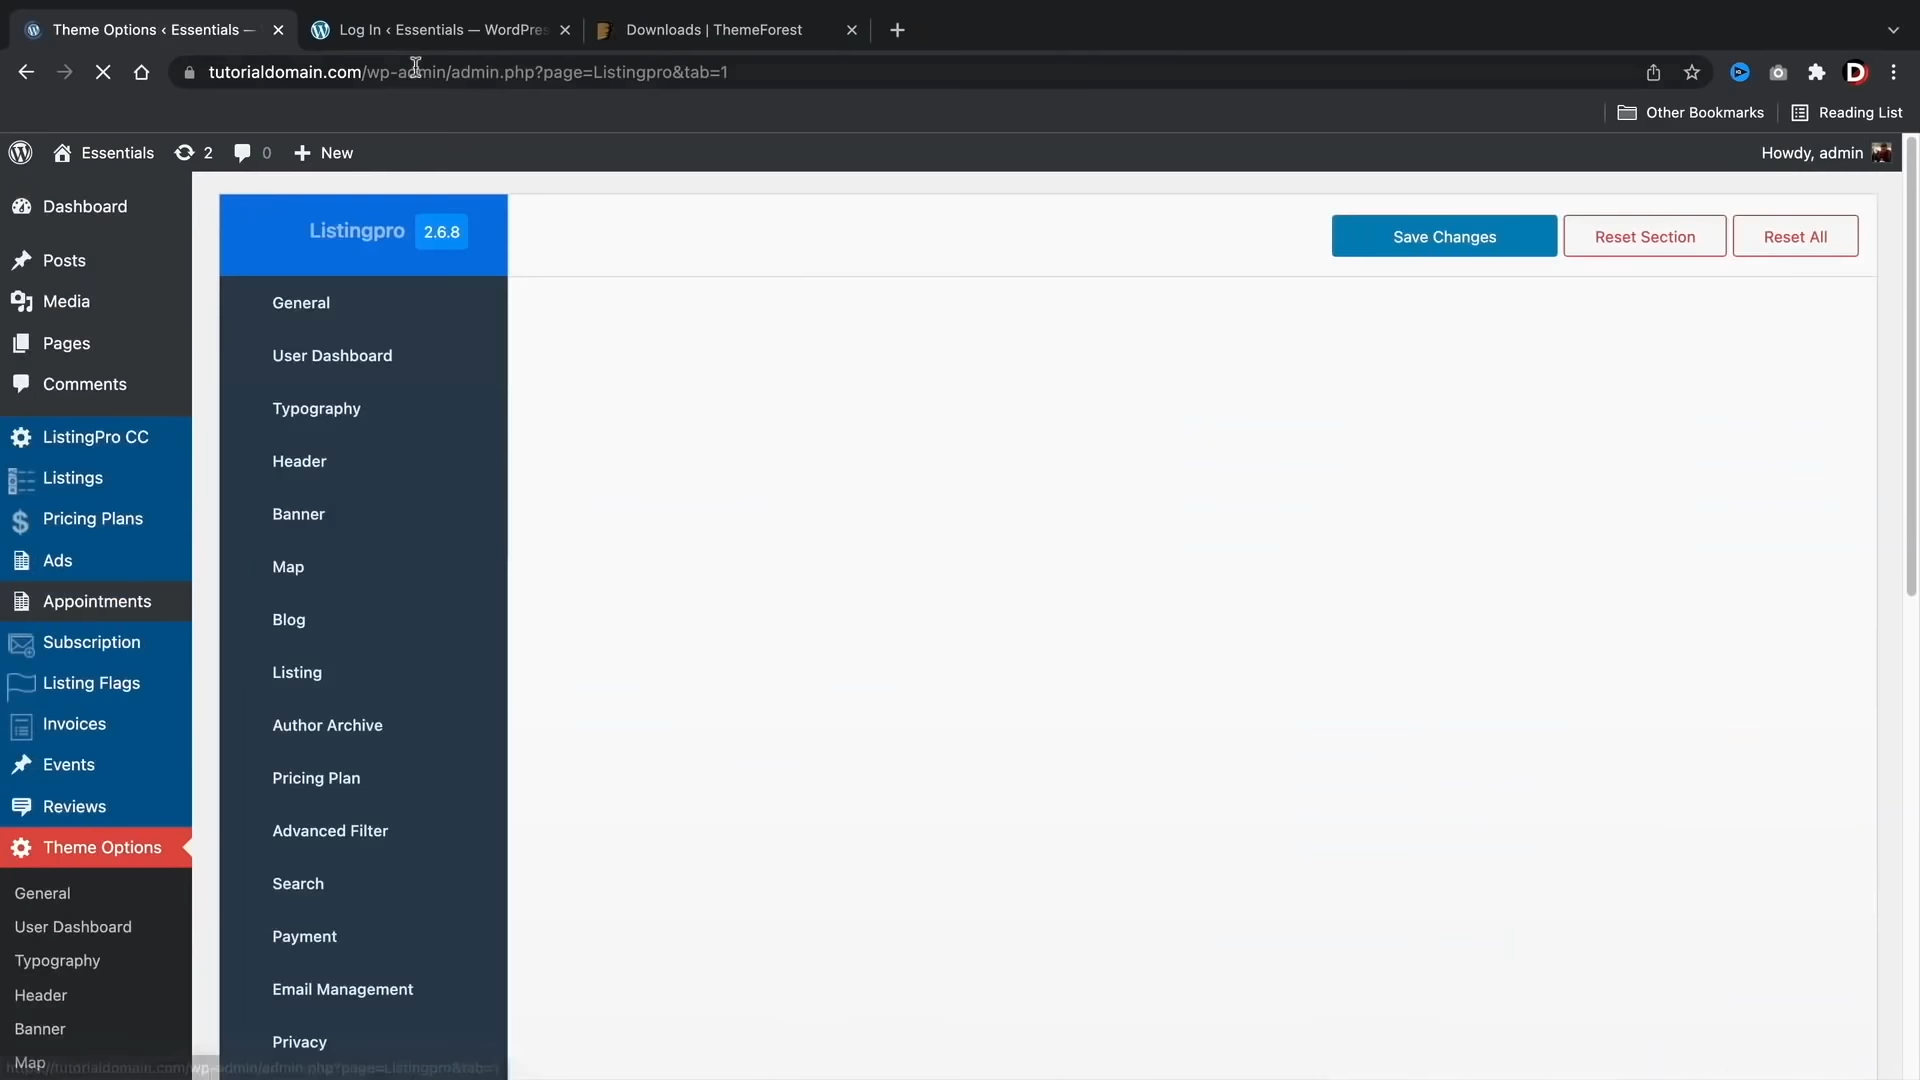 Theme Options ‹ Essentials —
Log In ‹ Essentials — WordPres
Downloads | ThemeForest
tutorialdomain.com/wp-admin/admin.php?page=Listingpro&tab=1
Other Bookmarks
Reading List
Essentials
2
0
New
Howdy, admin
Dashboard
Posts
Media
Pages
Comments
ListingPro CC
Listings
Pricing Plans
Ads
Appointments
Subscription
Listing Flags
Invoices
Events
Reviews
Theme Options
General
User Dashboard
Typography
Header
Banner
Map
Listingpro 2.6.8
General
User Dashboard
Typography
Header
Banner
Map
Blog
Listing
Author Archive
Pricing Plan
Advanced Filter
Search
Payment
Email Management
Privacy
Save Changes
Reset Section
Reset All
https://tutorialdomain.com/wp-admin/admin.php?page=Listingpro&tab=1